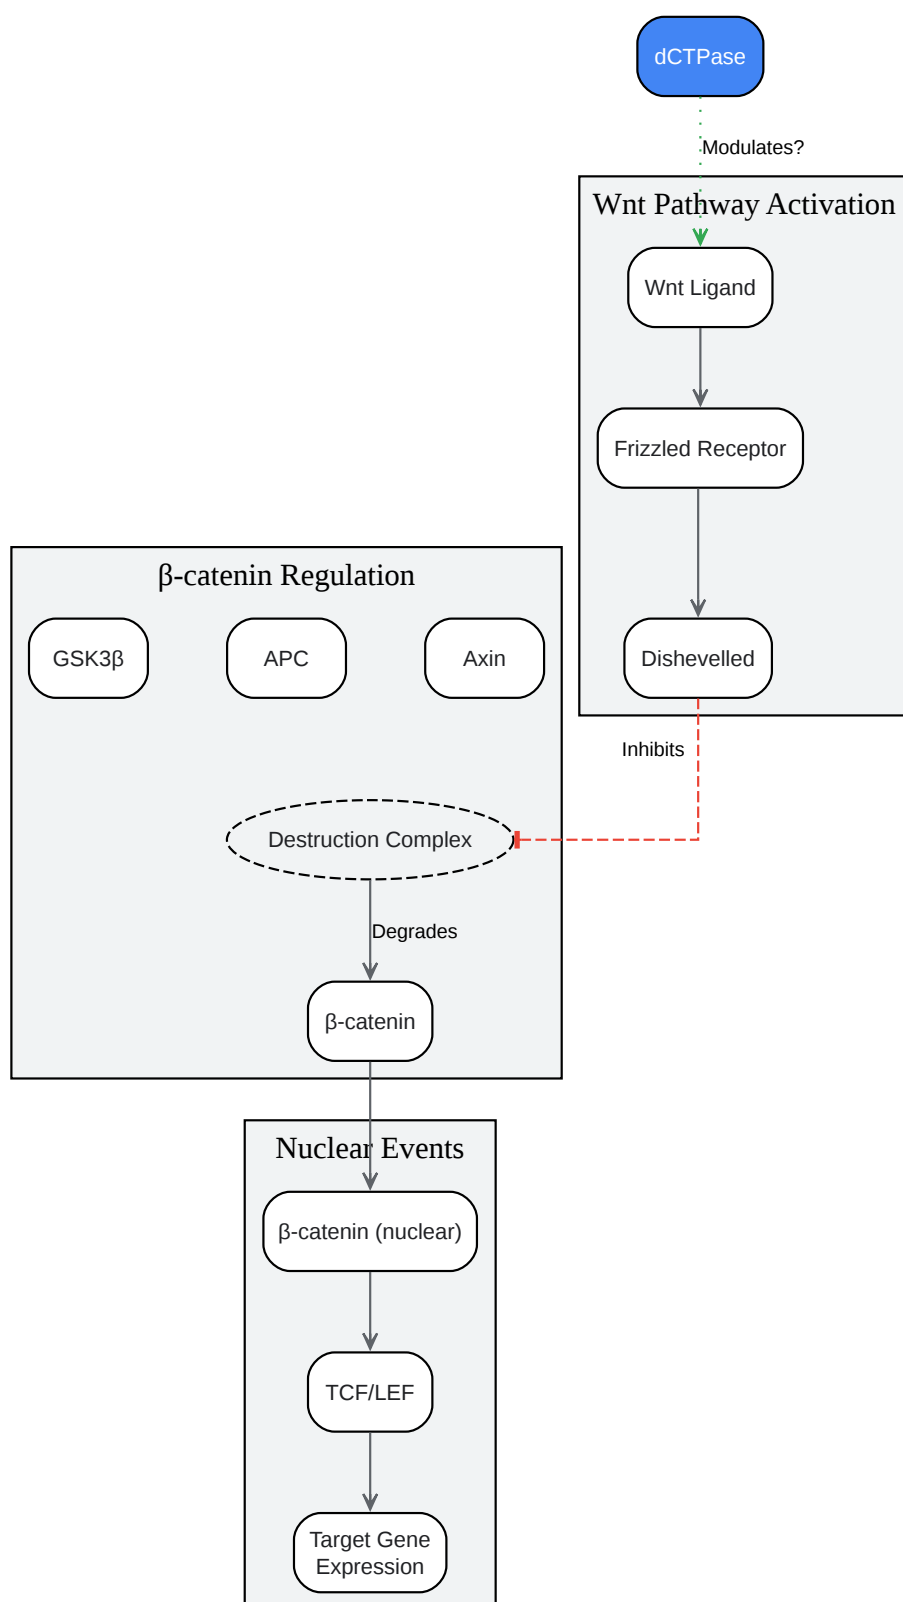 dCTPase
Modulates?
Wnt Pathway Activation
Wnt Ligand
Frizzled Receptor
Dishevelled
Inhibits
β-catenin Regulation
GSK3β
APC
Axin
Destruction Complex
Degrades
β-catenin
Nuclear Events
β-catenin (nuclear)
TCF/LEF
Target Gene
Expression